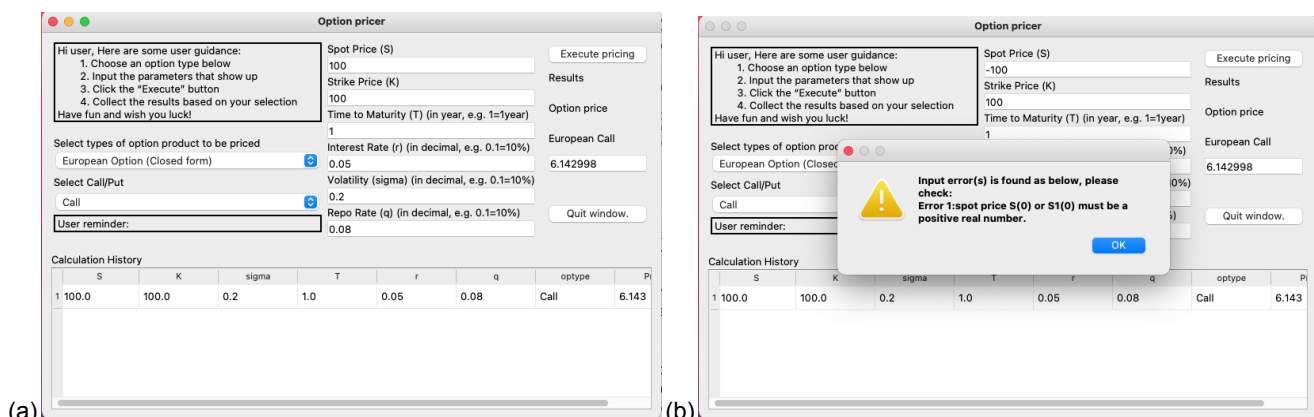 Option pricer
Hi user, Here are some user guidance:
1. Choose an option type below
2. Input the parameters that show up
3. Click the “Execute” button
4. Collect the results based on your selection
Have fun and wish you luck!
Select types of option product to be priced
European Option (Closed form)
Select Call/Put
Call
User reminder:
Spot Price (S)
100
Strike Price (K)
100
Time to Maturity (T) (in year, e.g. 1=1year)
1
Interest Rate (r) (in decimal, e.g. 0.1=10%)
0.05
Volatility (sigma) (in decimal, e.g. 0.1=10%)
0.2
Repo Rate (q) (in decimal, e.g. 0.1=10%)
0.08
Execute pricing
Results
Option price
European Call
6.142998
Quit window.
Calculation History
S K sigma T r q optype
1 100.0 100.0 0.2 1.0 0.05 0.08 Call 6.143
(a)
Option pricer
Hi user, Here are some user guidance:
1. Choose an option type below
2. Input the parameters that show up
3. Click the “Execute” button
4. Collect the results based on your selection
Have fun and wish you luck!
Select types of option
European Option
Select Call/Put
Call
User reminder:
Spot Price (S)
-100
Strike Price (K)
100
Time to Maturity (T) (in year, e.g. 1=1year)
1
Execute pricing
Results
Option price
European Call
6.142998
Quit window.
Input error(s) is found as below, please
check:
Error 1:spot price S(0) or S1(0) must be a
positive real number.
OK
Calculation History
S K sigma T r q optype
1 100.0 100.0 0.2 1.0 0.05 0.08 Call 6.143
(b)